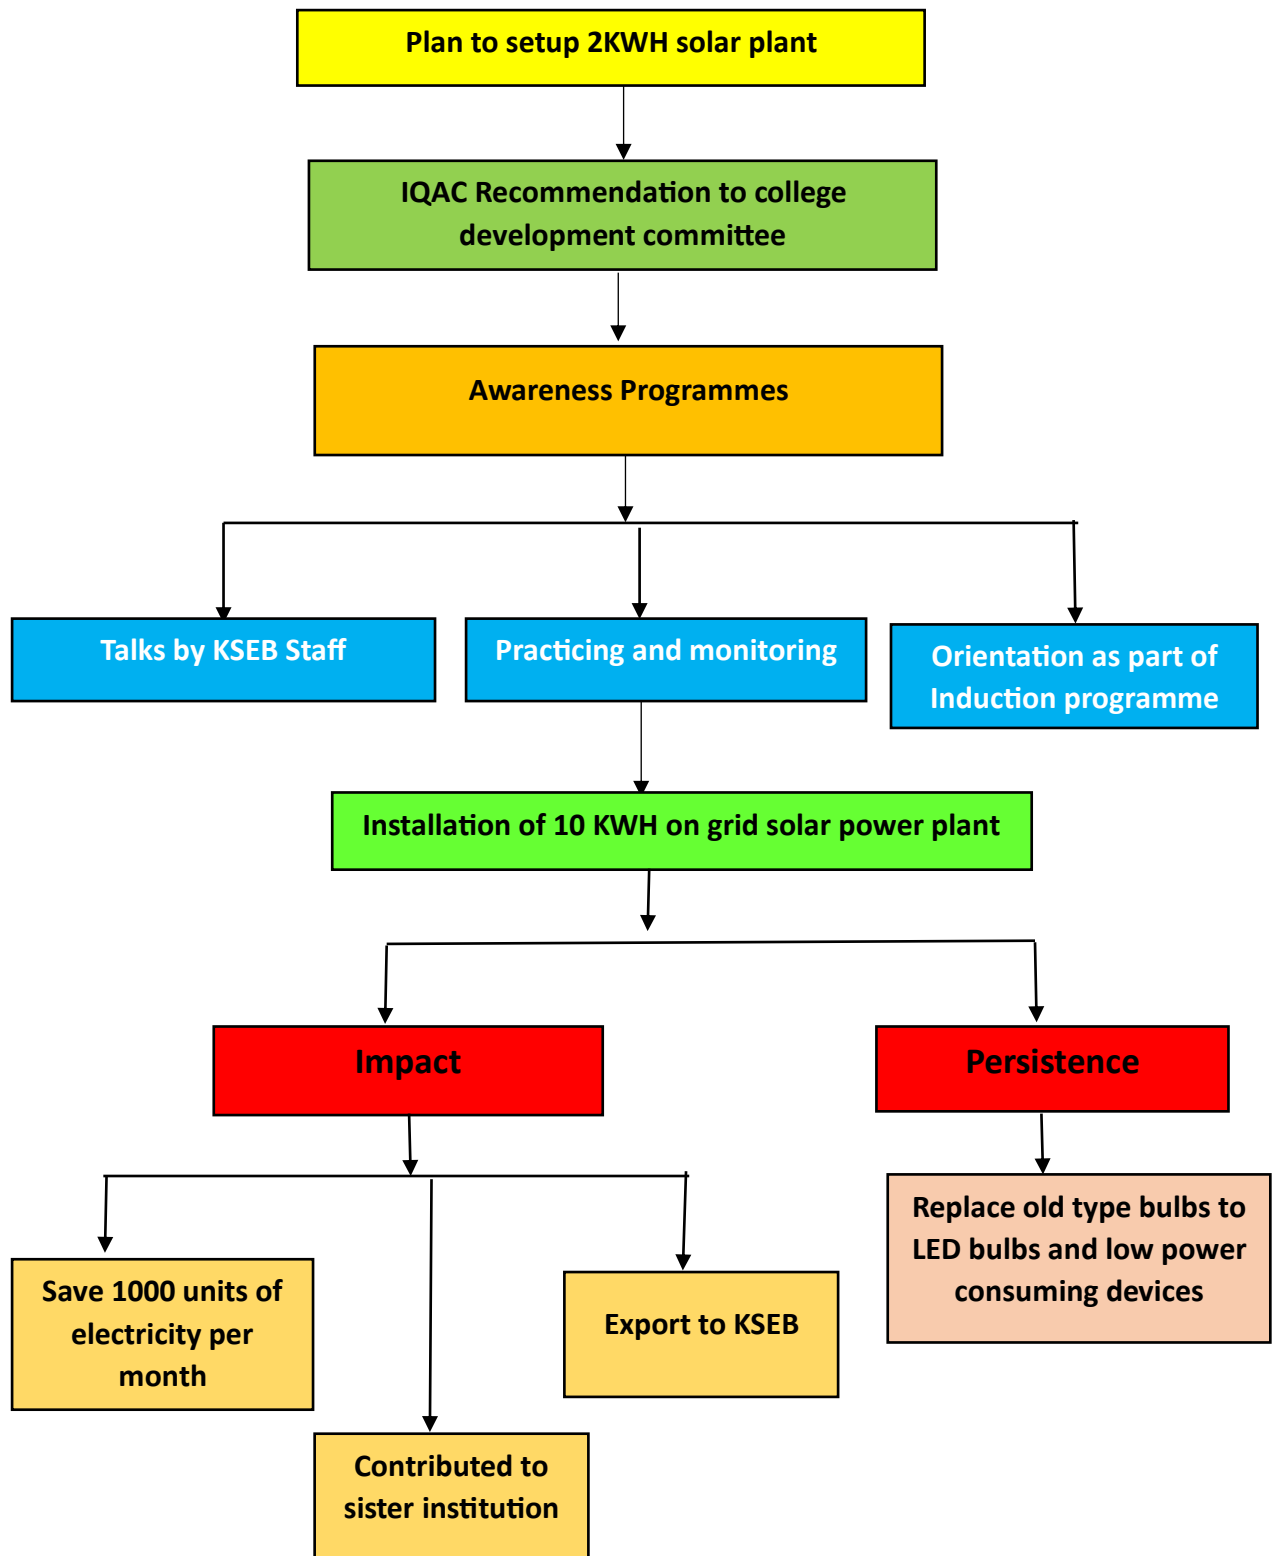 Plan to setup 2KWH solar plant
IQAC Recommendation to college
development committee
Awareness Programmes
Talks by KSEB Staff
Practicing and monitoring
Orientation as part of
Induction programme
Installation of 10 KWH on grid solar power plant
Impact
Persistence
Save 1000 units of
electricity per
month
Contributed to
sister institution
Export to KSEB
Replace old type bulbs to
LED bulbs and low power
consuming devices